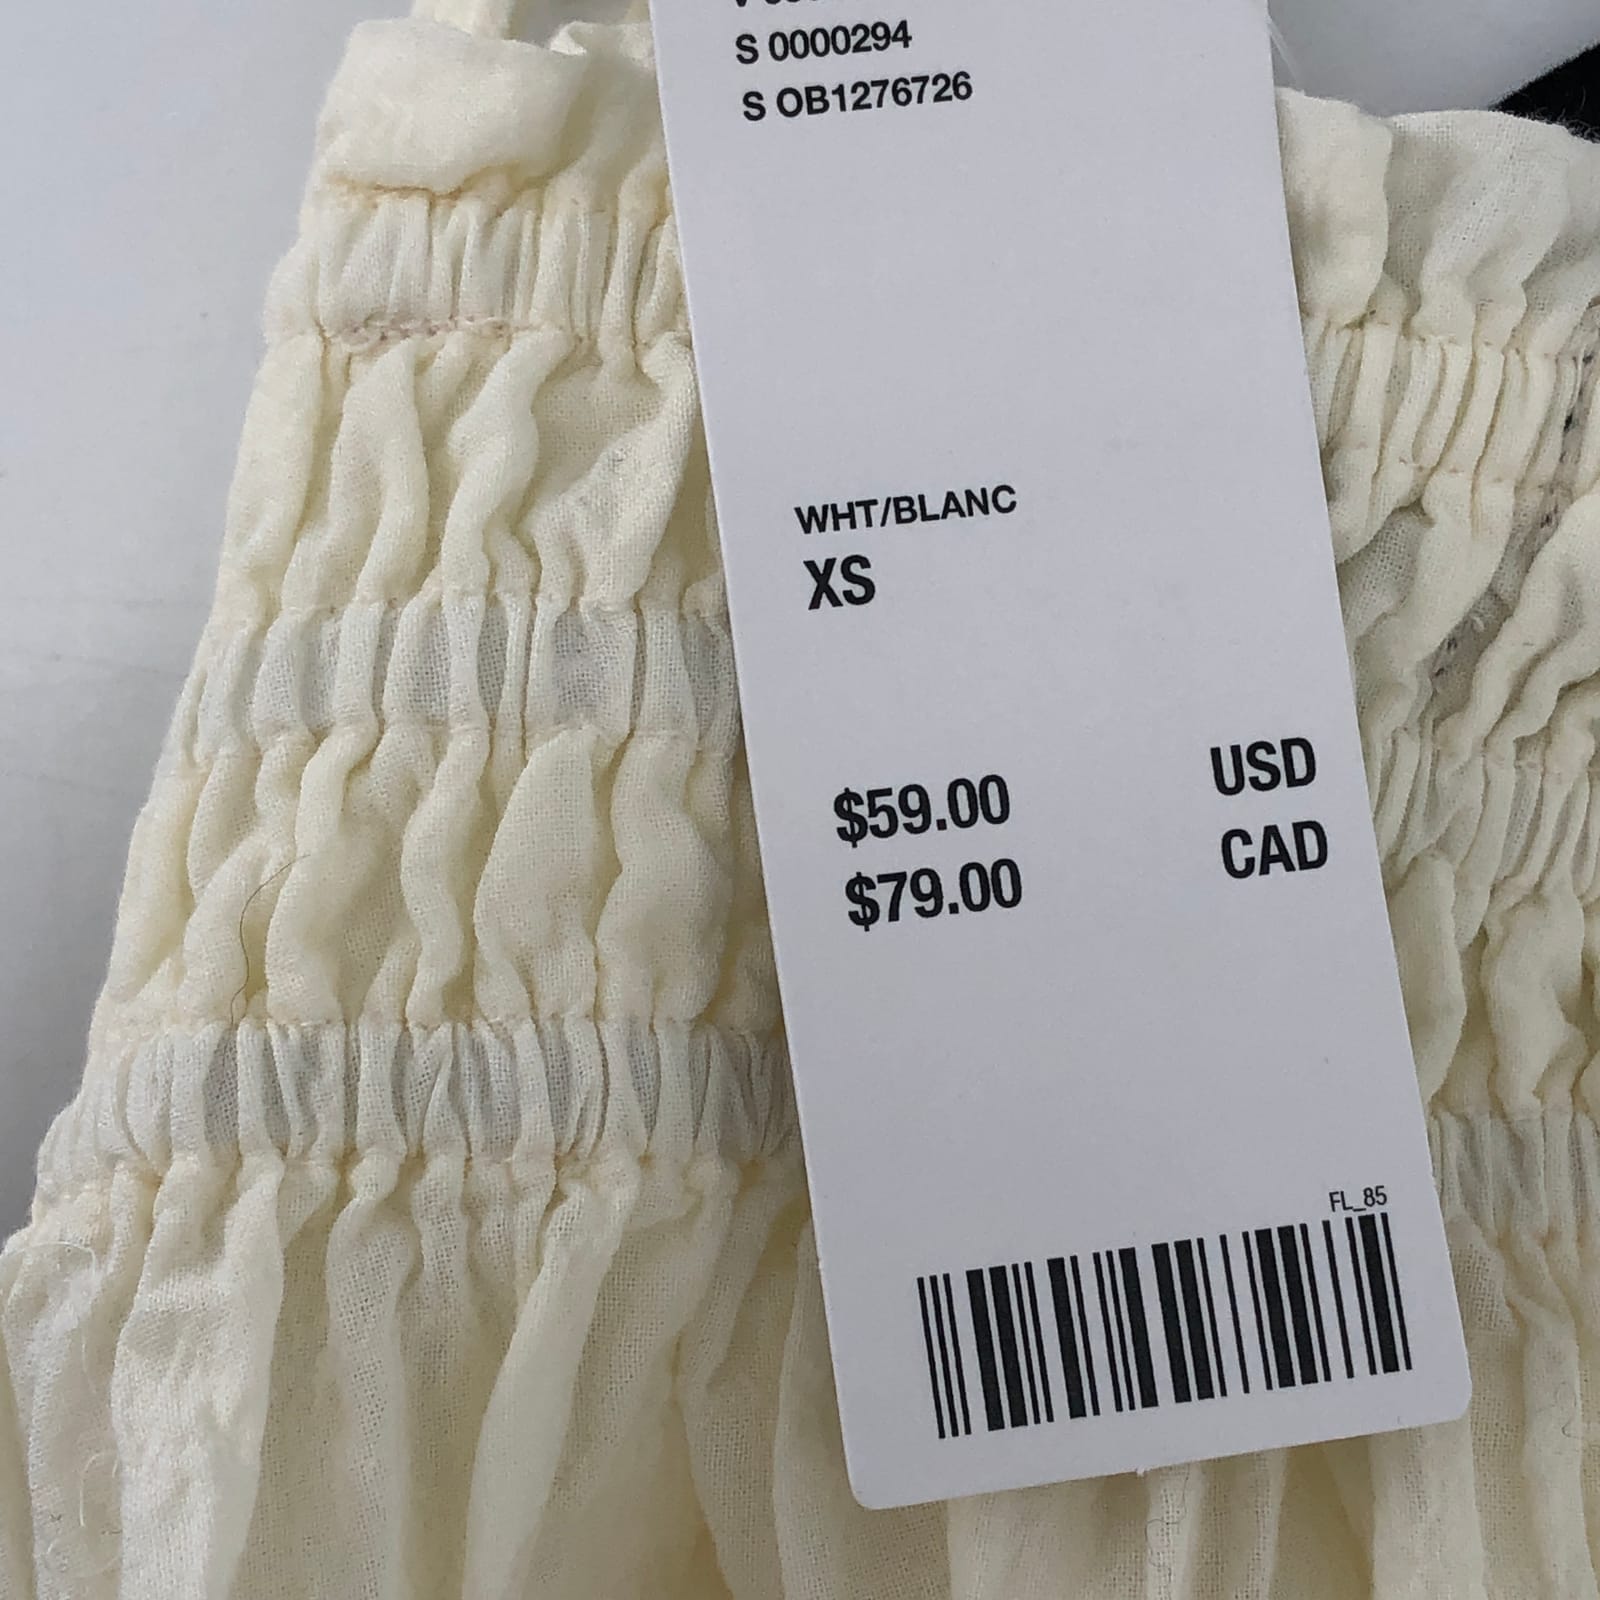 S 0000294
S OB1276726
WHT/BLANC
XS
$59.00 USD
$79.00 CAD
FL_85